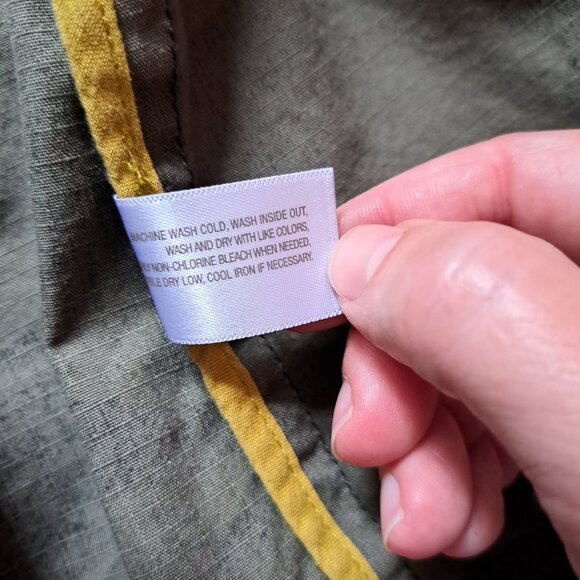 MACHINE WASH COLD, WASH INSIDE OUT,
WASH AND DRY WITH LIKE COLORS,
NON-CHLORINE BLEACH WHEN NEEDED,
DRY LOW, COOL IRON IF NECESSARY.